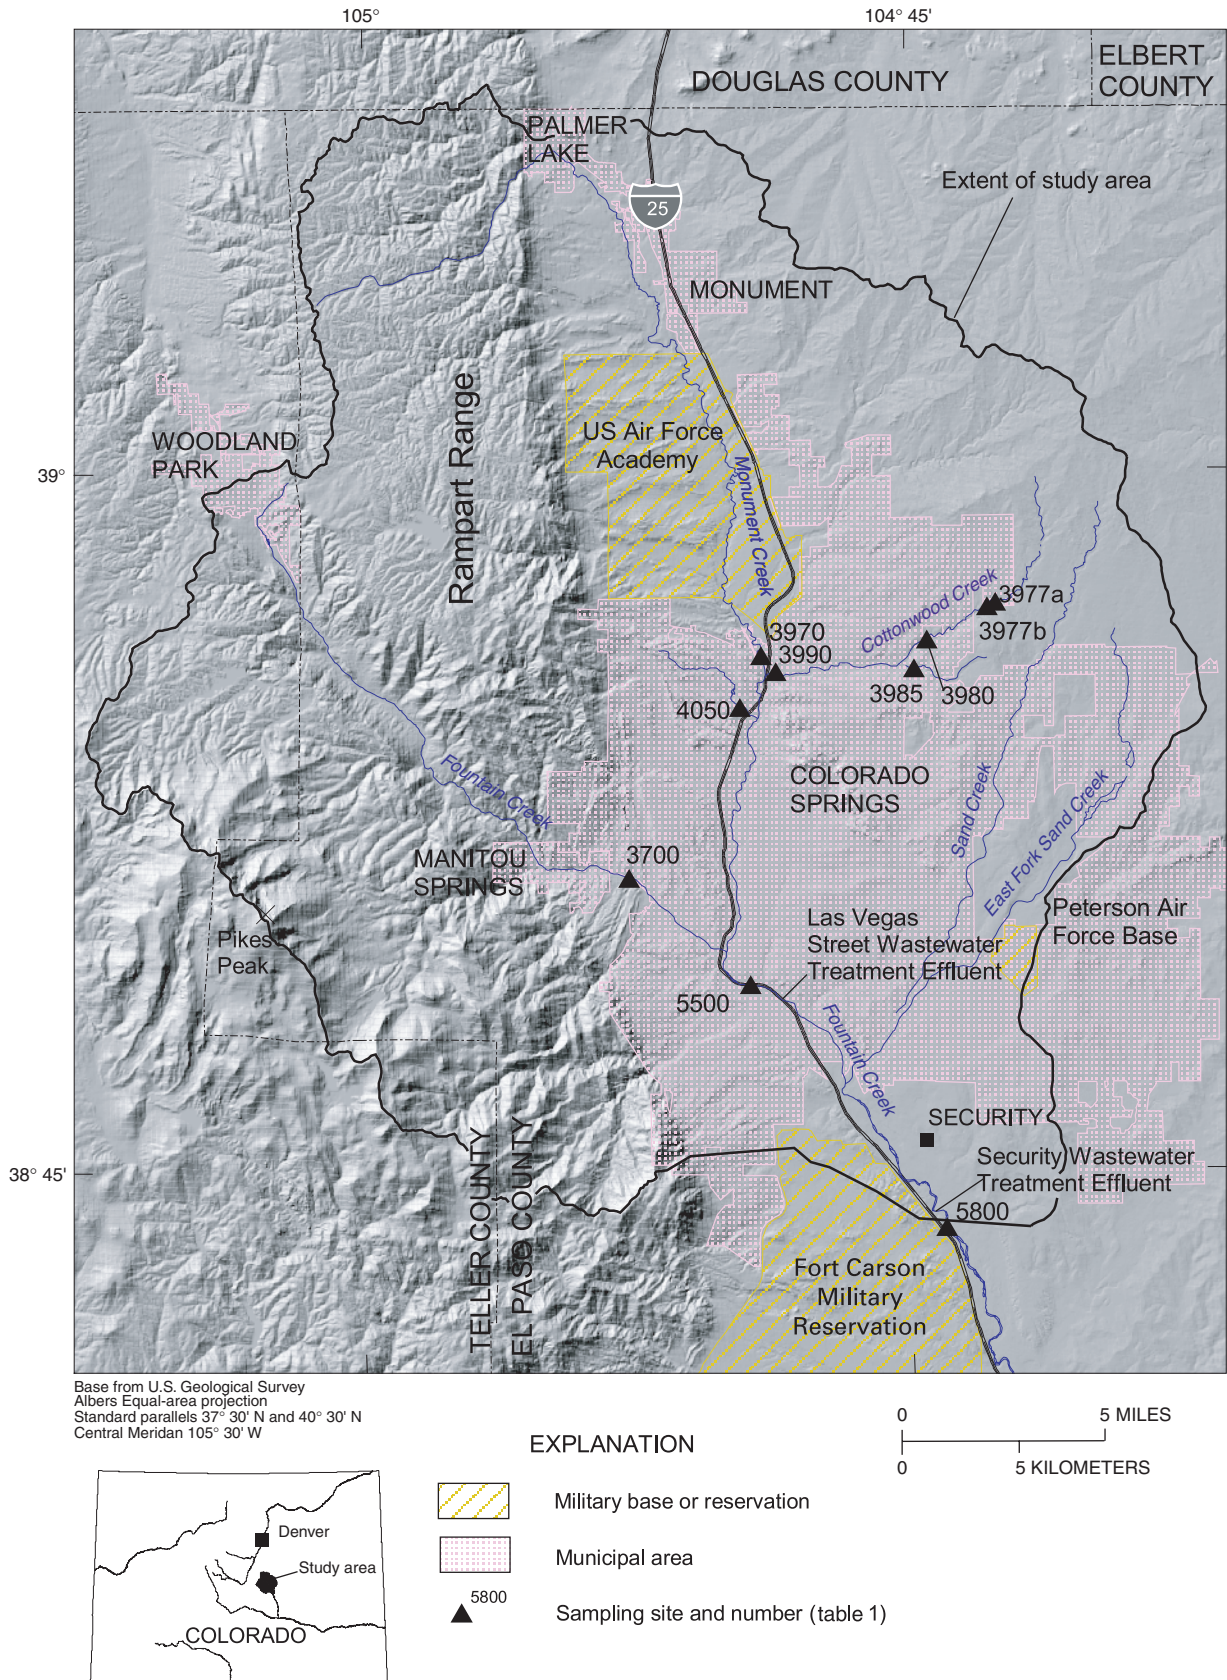 105°
104° 45'
DOUGLAS COUNTY
ELBERT
COUNTY
PALMER
LAKE
Extent of study area
25
MONUMENT
Rampart Range
US Air Force
Academy
WOODLAND
PARK
39°
Monument Creek
Cottonwood Creek
3977a
3977b
3970
3990
3985
3980
4050
Fountain Creek
COLORADO
SPRINGS
Sand Creek
East Fork Sand Creek
MANITOU
SPRINGS
3700
Peterson Air
Force Base
Las Vegas
Street Wastewater
Treatment Effluent
Pikes
Peak
5500
Fountain Creek
SECURITY
Security Wastewater
Treatment Effluent
38° 45'
5800
TELLER COUNTY
EL PASO COUNTY
Fort Carson
Military
Reservation
Base from U.S. Geological Survey
Albers Equal-area projection
Standard parallels 37° 30' N and 40° 30' N
Central Meridian 105° 30' W
0 5 MILES
0 5 KILOMETERS
EXPLANATION
Military base or reservation
Municipal area
5800
Sampling site and number (table 1)
Denver
Study area
COLORADO